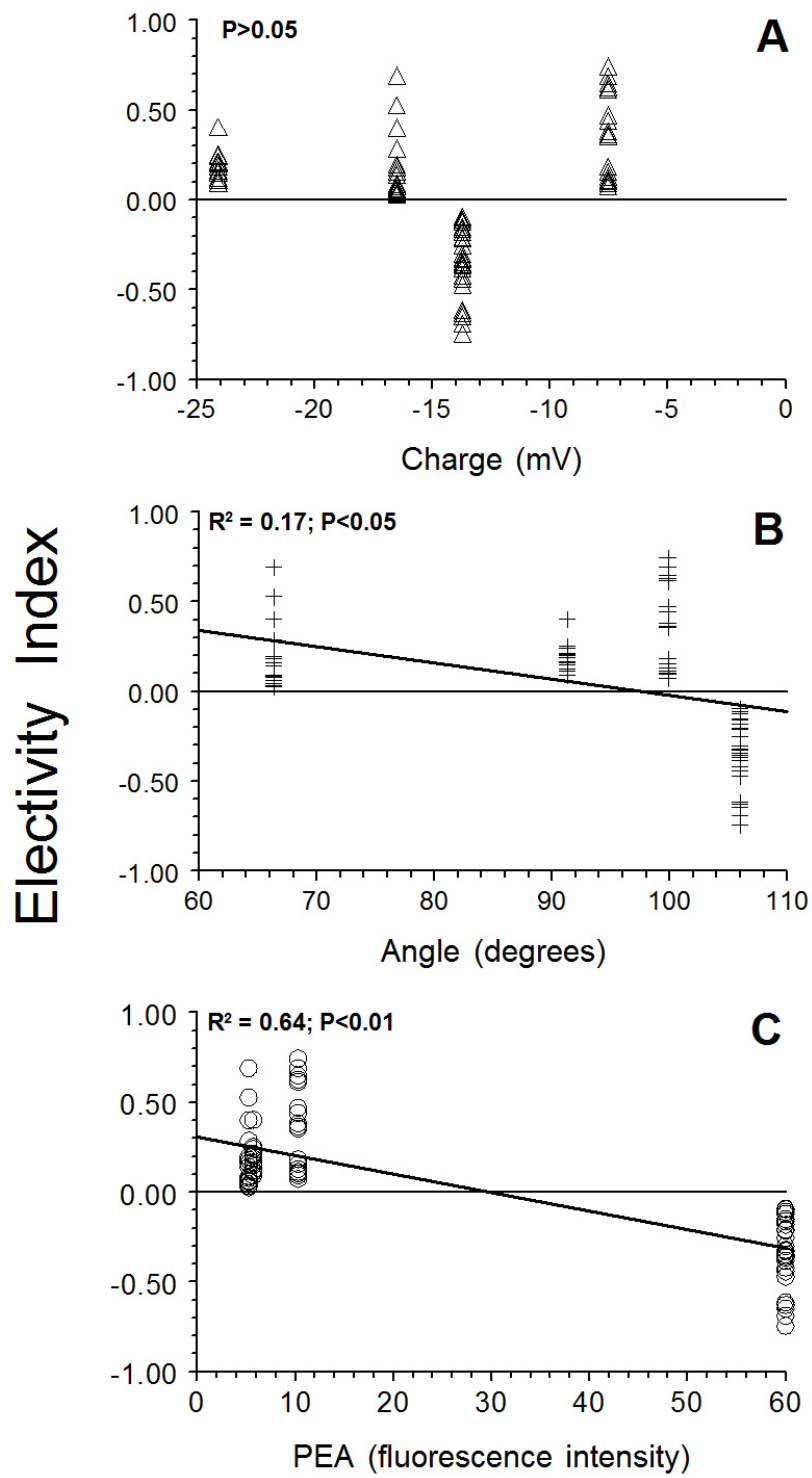 Electivity Index
P>0.05
A
1.00
0.50
0.00
-0.50
-1.00
-25 -20 -15 -10 -5 0
Charge (mV)
R² = 0.17; P<0.05
B
1.00
0.50
0.00
-0.50
-1.00
60 70 80 90 100 110
Angle (degrees)
R² = 0.64; P<0.01
C
1.00
0.50
0.00
-0.50
-1.00
0 10 20 30 40 50 60
PEA (fluorescence intensity)